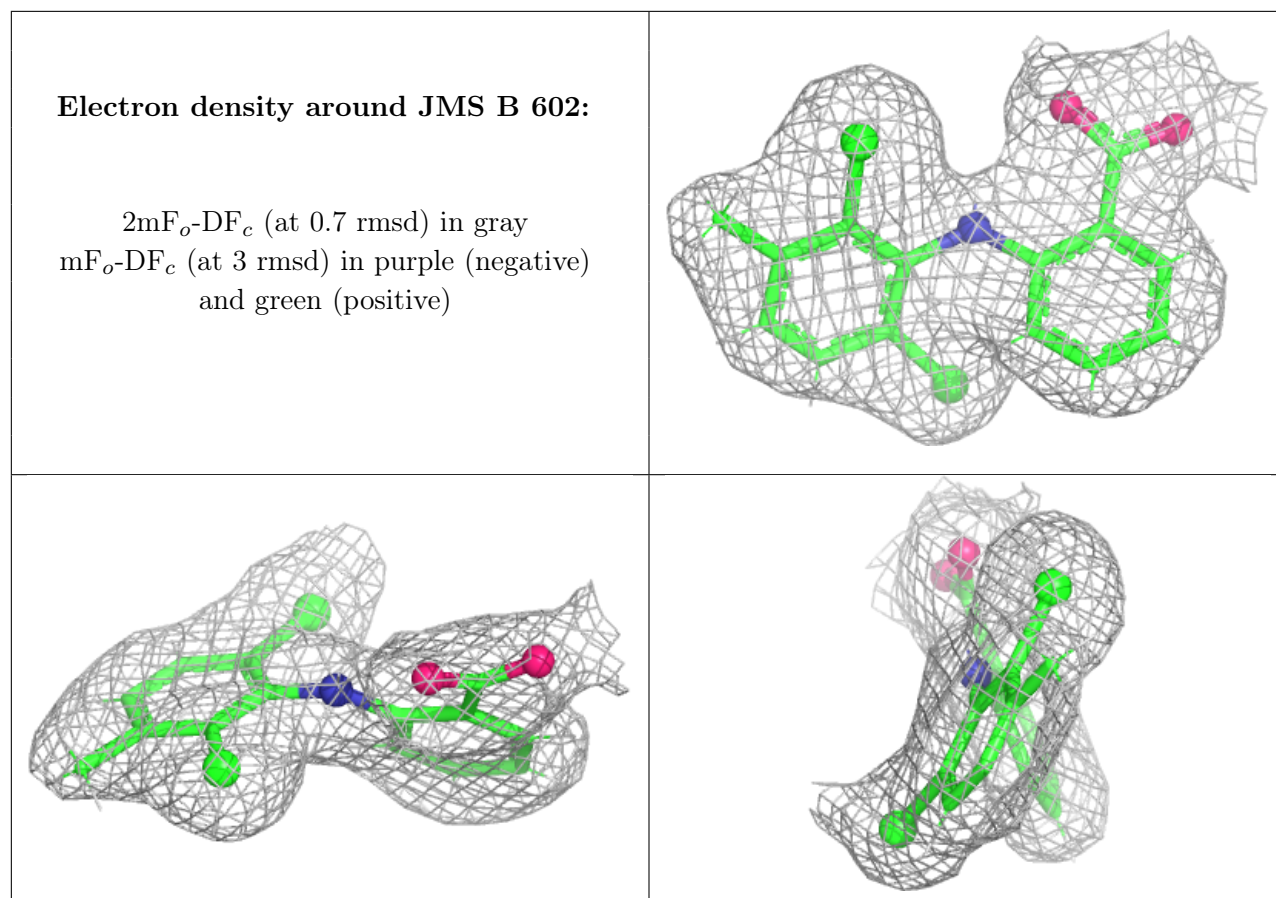 Electron density around JMS B 602:
2mFo-DFc (at 0.7 rmsd) in gray
mFo-DFc (at 3 rmsd) in purple (negative)
and green (positive)